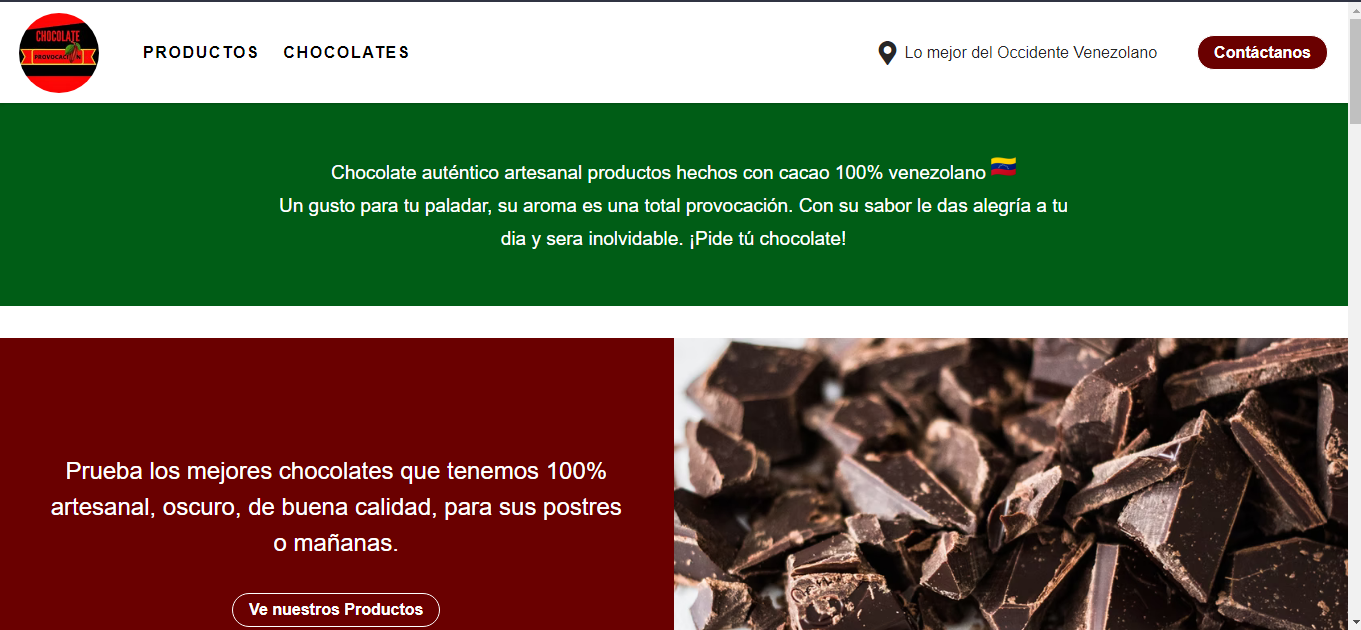 CHOCOLATE
PROVOCACIÓN
PRODUCTOS CHOCOLATES
Lo mejor del Occidente Venezolano
Contáctanos
Chocolate auténtico artesanal productos hechos con cacao 100% venezolano
Un gusto para tu paladar, su aroma es una total provocación. Con su sabor le das alegría a tu
dia y sera inolvidable. ¡Pide tú chocolate!
Prueba los mejores chocolates que tenemos 100%
artesanal, oscuro, de buena calidad, para sus postres
o mañanas.
Ve nuestros Productos